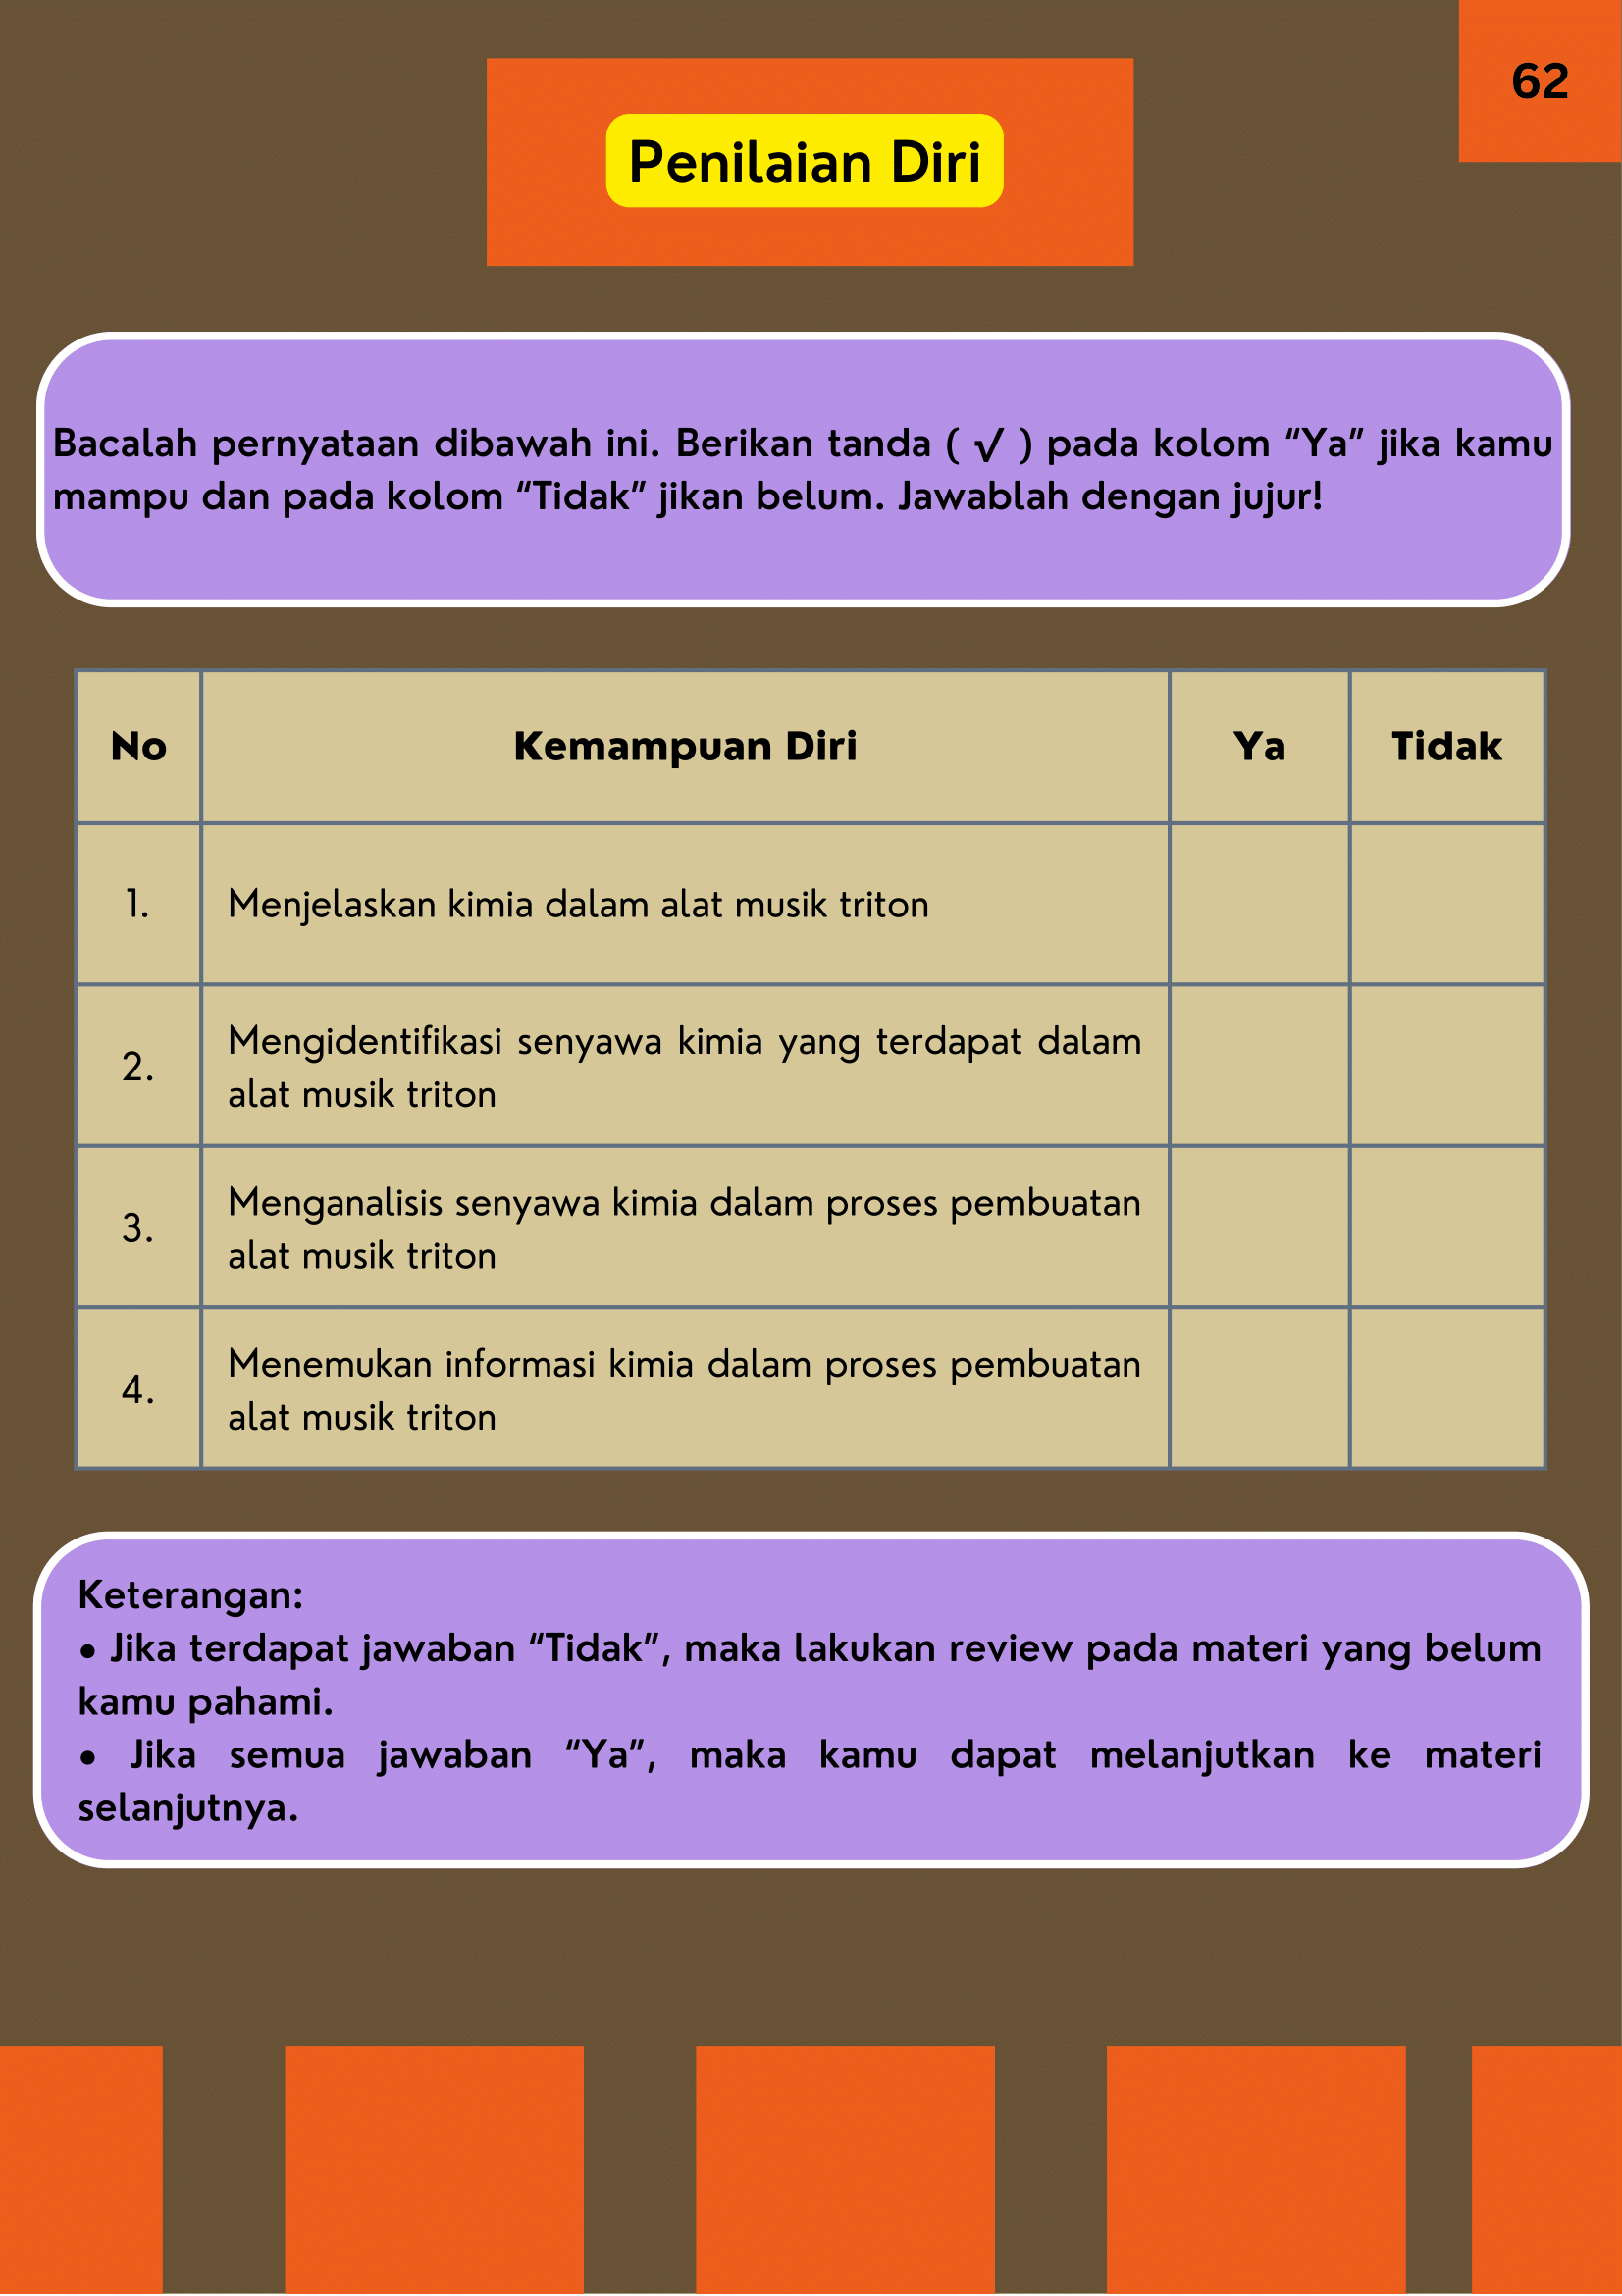 62
Penilaian Diri
Bacalah pernyataan dibawah ini. Berikan tanda ( √ ) pada kolom “Ya” jika kamu
mampu dan pada kolom “Tidak” jikan belum. Jawablah dengan jujur!
No Kemampuan Diri Ya Tidak
1. Menjelaskan kimia dalam alat musik triton
2. Mengidentifikasi senyawa kimia yang terdapat dalam
alat musik triton
3. Menganalisis senyawa kimia dalam proses pembuatan
alat musik triton
4. Menemukan informasi kimia dalam proses pembuatan
alat musik triton
Keterangan:
• Jika terdapat jawaban “Tidak”, maka lakukan review pada materi yang belum
kamu pahami.
• Jika semua jawaban “Ya”, maka kamu dapat melanjutkan ke materi
selanjutnya.